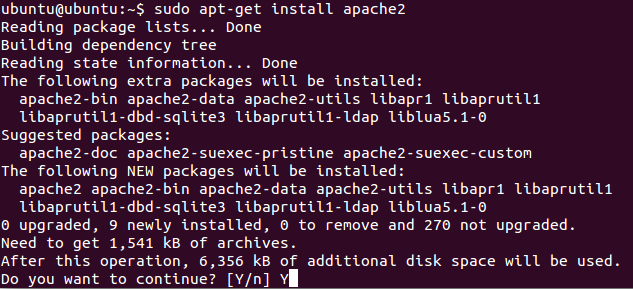 ubuntu@ubuntu:~$ sudo apt-get install apache2
Reading package lists... Done
Building dependency tree
Reading state information... Done
The following extra packages will be installed:
  apache2-bin apache2-data apache2-utils libapr1 libaprutil1
  libaprutil1-dbd-sqlite3 libaprutil1-ldap liblua5.1-0
Suggested packages:
  apache2-doc apache2-suexec-pristine apache2-suexec-custom
The following NEW packages will be installed:
  apache2 apache2-bin apache2-data apache2-utils libapr1 libaprutil1
  libaprutil1-dbd-sqlite3 libaprutil1-ldap liblua5.1-0
0 upgraded, 9 newly installed, 0 to remove and 270 not upgraded.
Need to get 1,541 kB of archives.
After this operation, 6,356 kB of additional disk space will be used.
Do you want to continue? [Y/n] Y